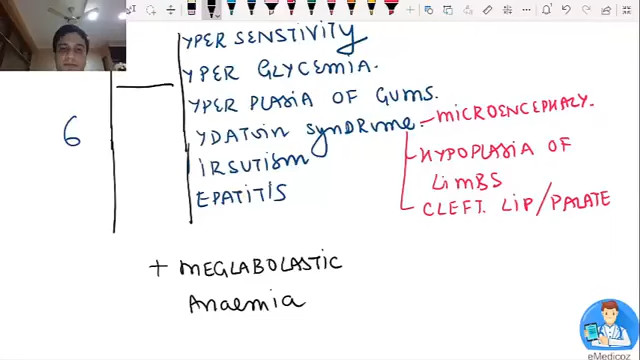 YPER SENSTIVITY
YPER GLYCEMIA.
YPER PLASIA OF GUMS.
6
YDATOIN SYNDROME.
MICROENCEPHALY.
HYPOPLASIA OF
LIMBS
CLEFT. LIP/PALATE
IRSUTISM
EPATITIS
+ MEGLABOLASTIC
Anaemia
eMedicoz